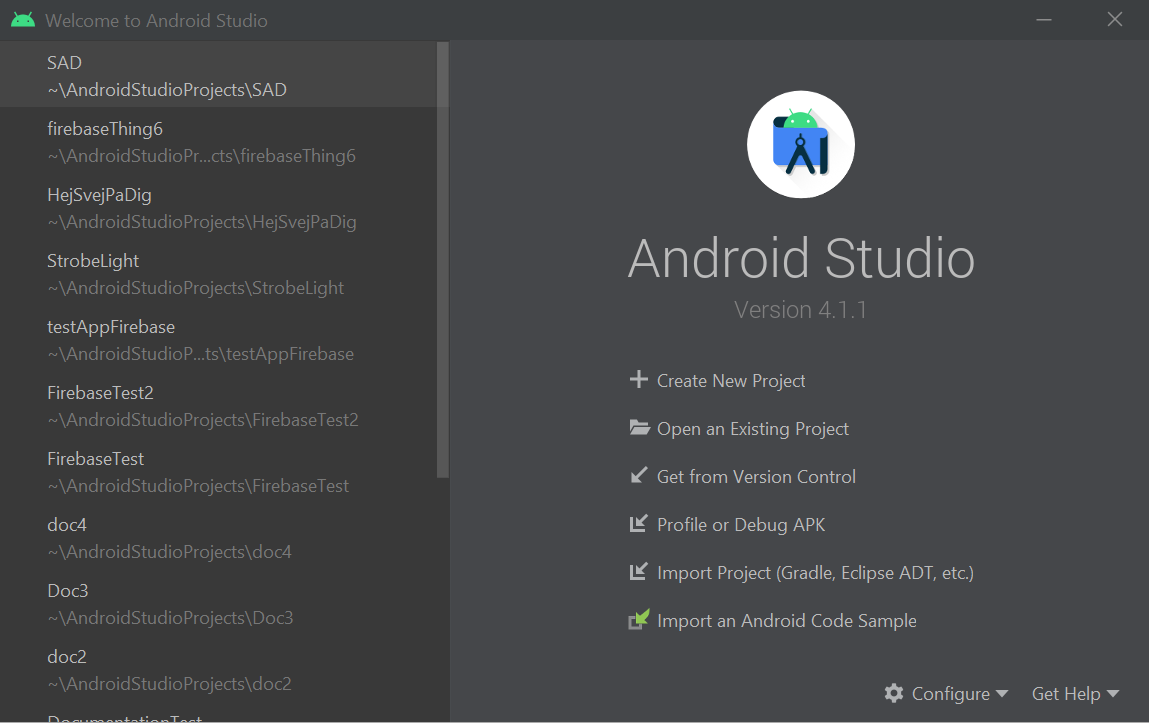 Welcome to Android Studio
SAD
~\AndroidStudioProjects\SAD
firebaseThing6
~\AndroidStudioPr...cts\firebaseThing6
HejSvejPaDig
~\AndroidStudioProjects\HejSvejPaDig
StrobeLight
~\AndroidStudioProjects\StrobeLight
testAppFirebase
~\AndroidStudioP...ts\testAppFirebase
FirebaseTest2
~\AndroidStudioProjects\FirebaseTest2
FirebaseTest
~\AndroidStudioProjects\FirebaseTest
doc4
~\AndroidStudioProjects\doc4
Doc3
~\AndroidStudioProjects\Doc3
doc2
~\AndroidStudioProjects\doc2
DocumentationTest
Android Studio
Version 4.1.1
Create New Project
Open an Existing Project
Get from Version Control
Profile or Debug APK
Import Project (Gradle, Eclipse ADT, etc.)
Import an Android Code Sample
Configure
Get Help